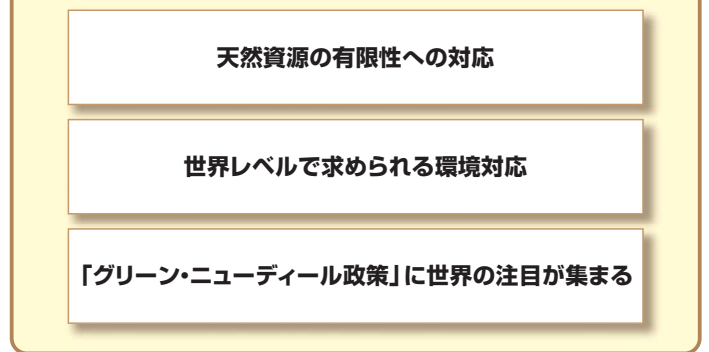 天然資源の有限性への対応
世界レベルで求められる環境対応
「グリーン・ニューディール政策」に世界の注目が集まる